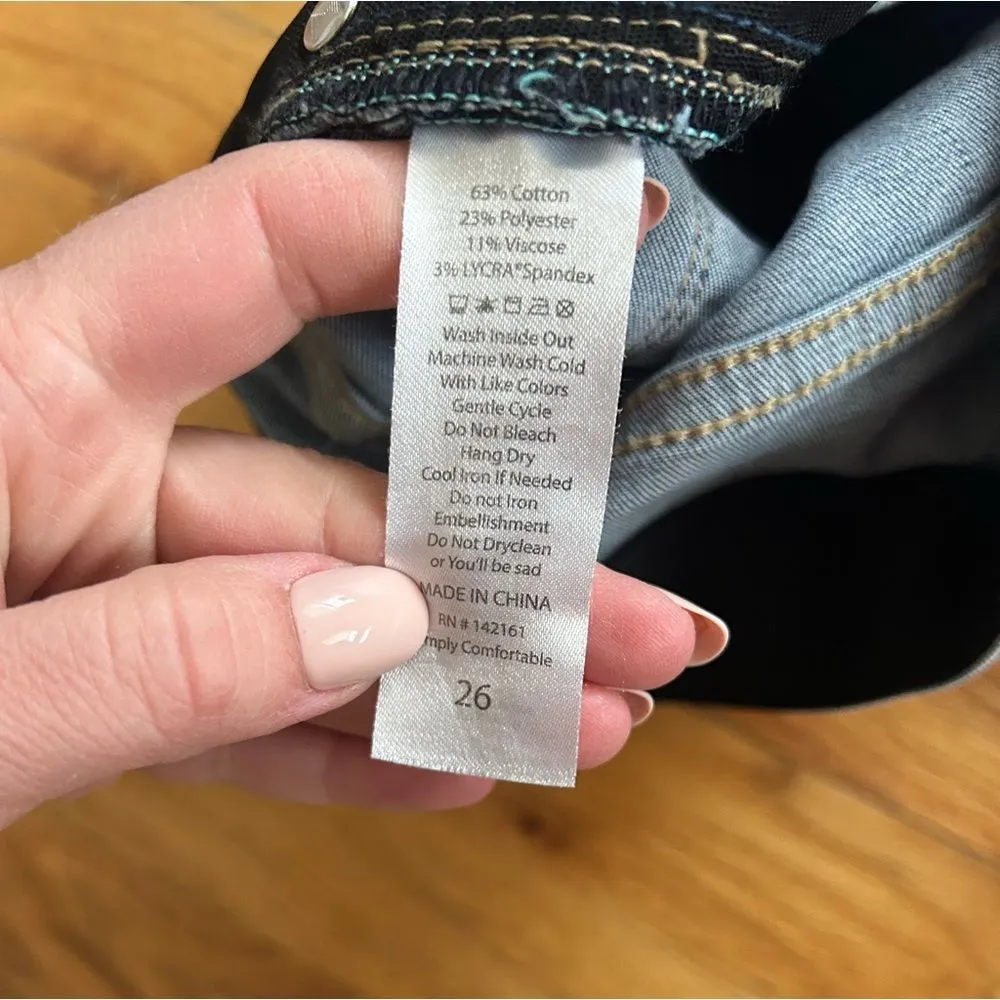 63% Cotton
23% Polyester
11% Viscose
3% LYCRA®Spandex
Wash Inside Out
Machine Wash Cold
With Like Colors
Gentle Cycle
Do Not Bleach
Hang Dry
Cool Iron If Needed
Do not Iron
Embellishment
Do Not Dryclean
or You'll be sad
MADE IN CHINA
RN # 142161
mply Comfortable
26